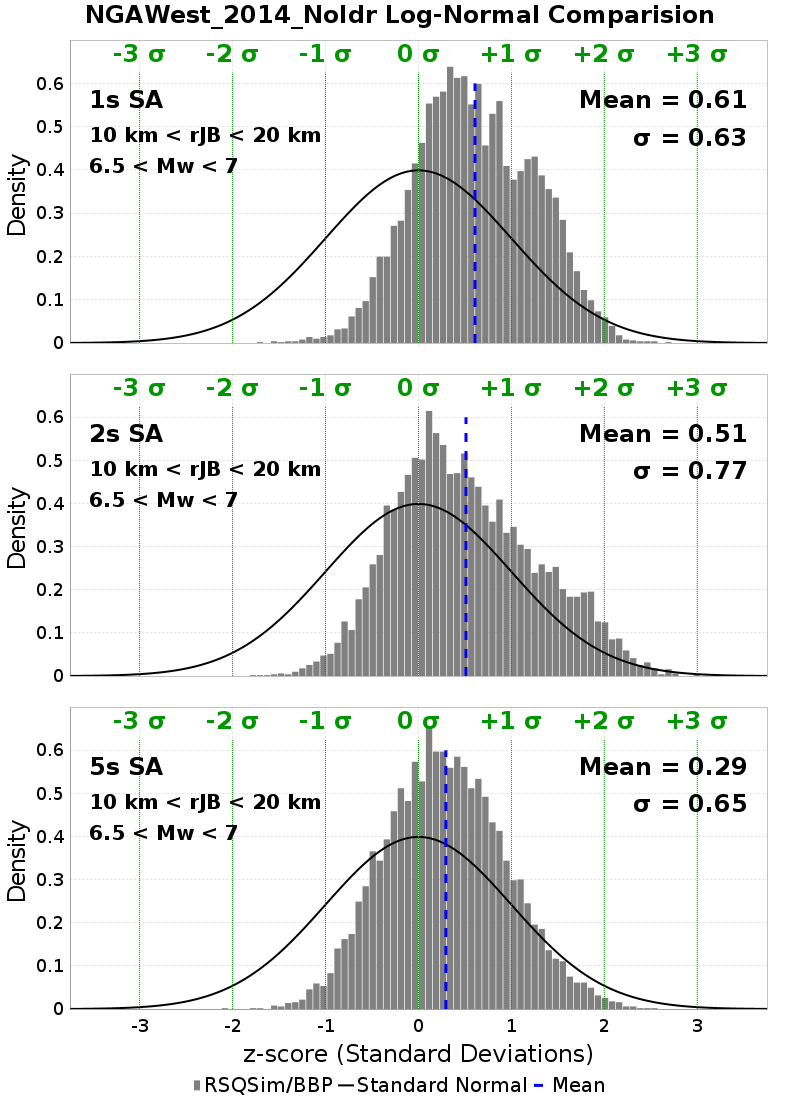 NGAWest_2014_NoIdr Log-Normal Comparision
-3 σ -2 σ -1 σ 0 σ +1 σ +2 σ +3 σ
0.6
1s SA
Mean = 0.61
0.5
10 km < rJB < 20 km
σ = 0.63
6.5 < Mw < 7
0.4
0.3
0.2
0.1
0
Density
-3 σ -2 σ -1 σ 0 σ +1 σ +2 σ +3 σ
0.6
2s SA
Mean = 0.51
0.5
10 km < rJB < 20 km
σ = 0.77
6.5 < Mw < 7
0.4
0.3
0.2
0.1
0
Density
-3 σ -2 σ -1 σ 0 σ +1 σ +2 σ +3 σ
0.6
5s SA
Mean = 0.29
0.5
10 km < rJB < 20 km
σ = 0.65
6.5 < Mw < 7
0.4
0.3
0.2
0.1
0
Density
-3 -2 -1 0 1 2 3
z-score (Standard Deviations)
RSQSim/BBP Standard Normal Mean